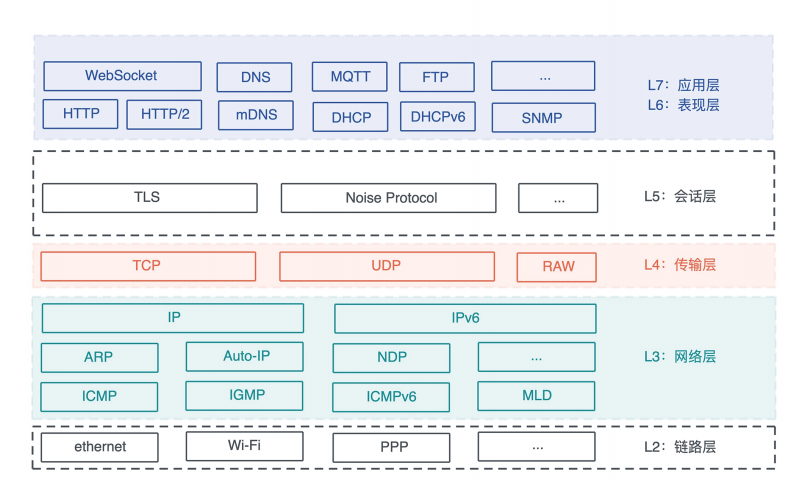 WebSocket DNS MQTT FTP ...
L7：应用层
L6：表现层
HTTP HTTP/2 mDNS DHCP DHCPv6 SNMP
TLS Noise Protocol ... L5：会话层
TCP UDP RAW L4：传输层
IP IPv6
ARP Auto-IP NDP ... L3：网络层
ICMP IGMP ICMPv6 MLD
ethernet Wi-Fi PPP ... L2：链路层